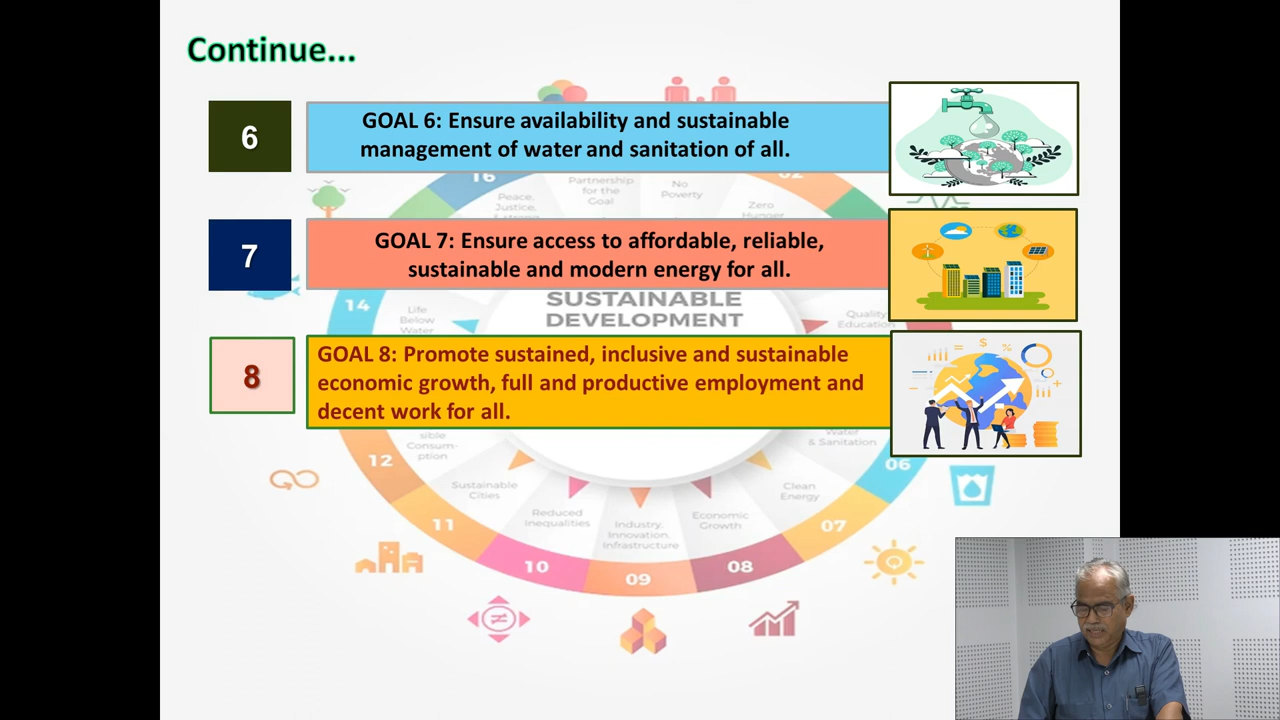 Continue...
6
GOAL 6: Ensure availability and sustainable
management of water and sanitation of all.
16
Partnership
for the
Goal
No
Poverty
02
Peace,
Justice,
Zero
Hunger
7
GOAL 7: Ensure access to affordable, reliable,
sustainable and modern energy for all.
SUSTAINABLE
DEVELOPMENT
14
Life
Below
Water
Quality
Education
8
GOAL 8: Promote sustained, inclusive and sustainable
economic growth, full and productive employment and
decent work for all.
$
%
sible
Consum-
ption
Water
& Sanitation
12
06
Sustainable
Cities
Clean
Energy
11
Reduced
Inequalities
Industry,
Innovation,
Infrastructure
Economic
Growth
07
10
09
08